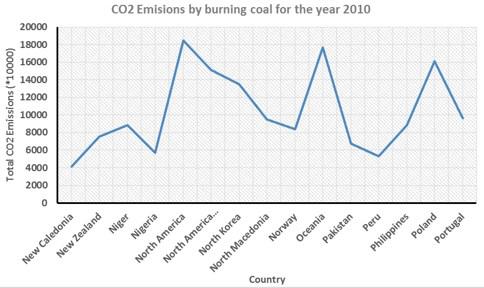 CO2 Emisions by burning coal for the year 2010
Total CO2 Emissions (*10000)
20000
18000
16000
14000
12000
10000
8000
6000
4000
2000
0
New Caledonia
New Zealand
Niger
Nigeria
North America
North America...
North Korea
North Macedonia
Norway
Oceania
Pakistan
Peru
Philippines
Poland
Portugal
Country